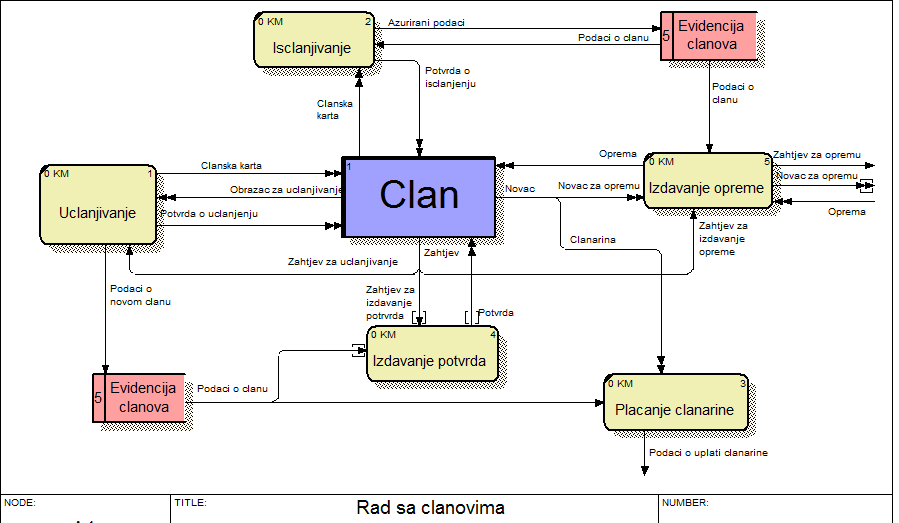 0 KM 2
Isclanjivanje
Azurirani podaci
Podaci o clanu
5
Evidencija
clanova
Potvrda o
isclanjenju
Clanska
karta
Podaci o
clanu
0 KM 1
Uclanjivanje
Clanska karta
Obrazac za uclanjivanje
Potvrda o uclanjenju
1
Clan
Oprema
Novac
Novac za opremu
0 KM 5
Izdavanje opreme
Zahtjev za opremu
Novac za opremu
Oprema
Clanarina
Zahtjev za
izdavanje
opreme
Zahtjev za uclanjivanje
Zahtjev
Podaci o
novom clanu
Zahtjev za
izdavanje
potrvrda
Potvrda
0 KM 4
Izdavanje potvrda
5
Evidencija
clanova
Podaci o clanu
0 KM 3
Placanje clanarine
Podaci o uplati clanarine
NODE:
TITLE:
Rad sa clanovima
NUMBER: